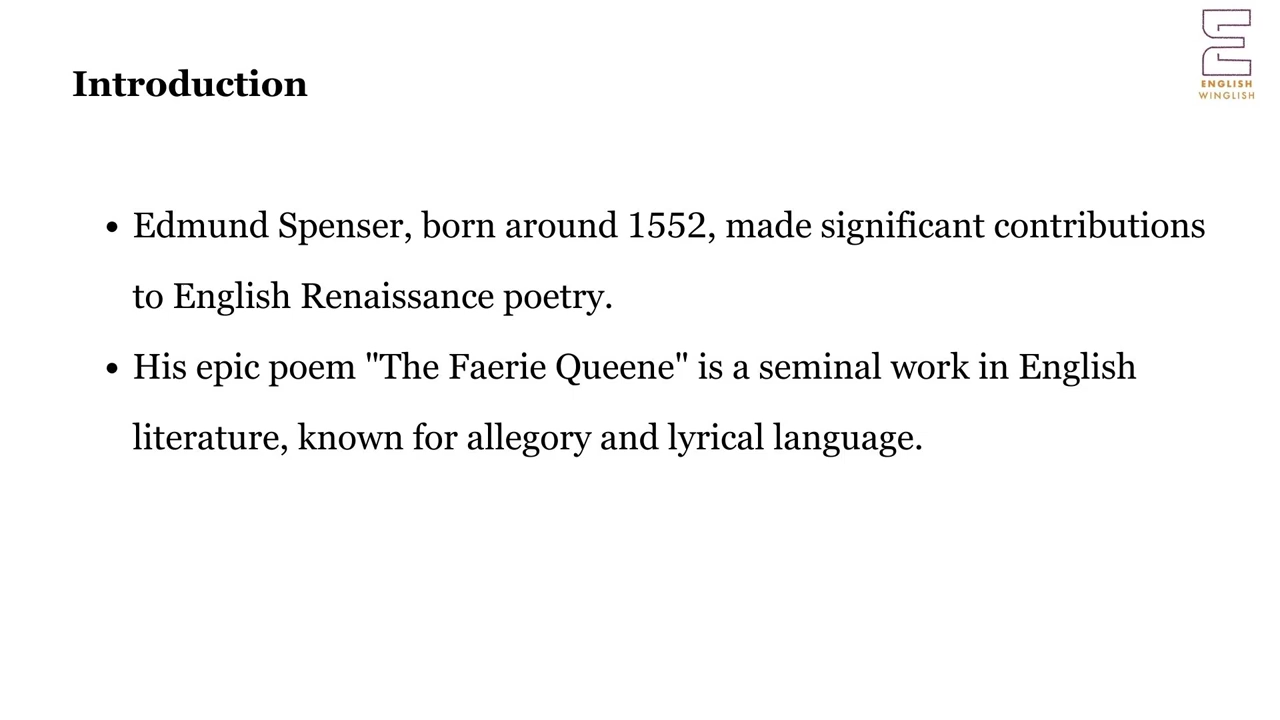 ENGLISH
WINGLISH
Introduction
• Edmund Spenser, born around 1552, made significant contributions
to English Renaissance poetry.
• His epic poem "The Faerie Queene" is a seminal work in English
literature, known for allegory and lyrical language.